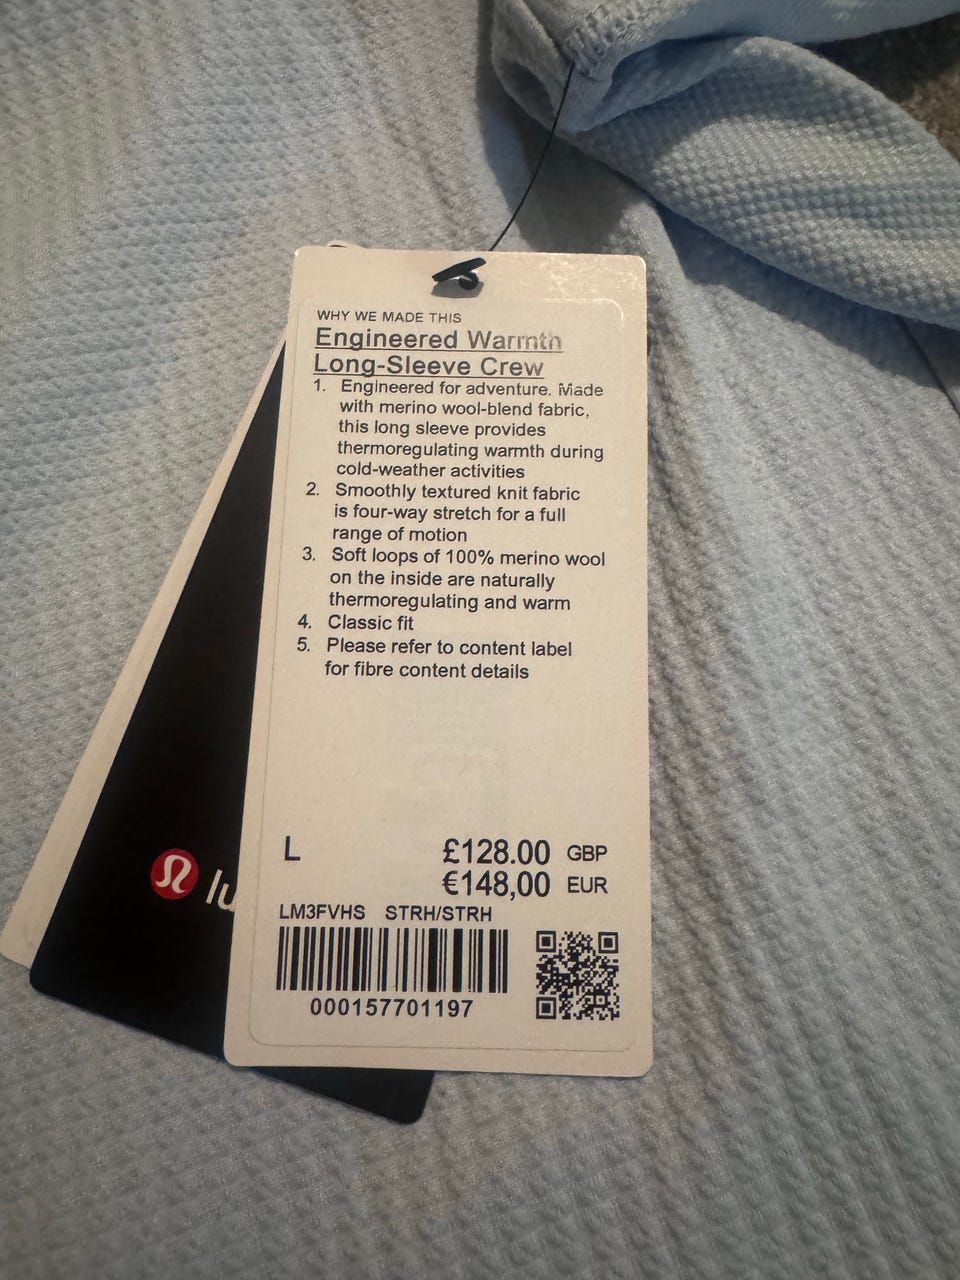 WHY WE MADE THIS
Engineered Warmth
Long-Sleeve Crew
1. Engineered for adventure. Made
with merino wool-blend fabric,
this long sleeve provides
thermoregulating warmth during
cold-weather activities
2. Smoothly textured knit fabric
is four-way stretch for a full
range of motion
3. Soft loops of 100% merino wool
on the inside are naturally
thermoregulating and warm
4. Classic fit
5. Please refer to content label
for fibre content details
L £128.00 GBP
€148,00 EUR
LM3FVHS STRH/STRH
000157701197
lu